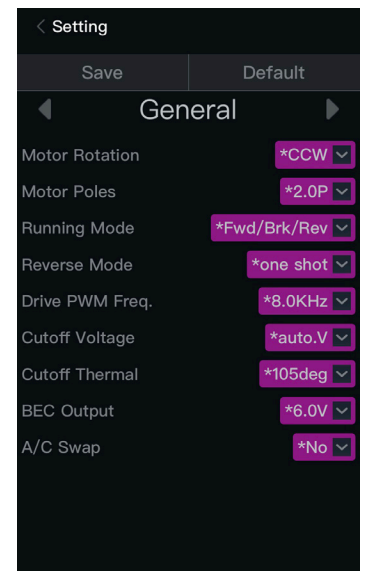 Setting
Save Default
General
Motor Rotation *CCW
Motor Poles *2.0P
Running Mode *Fwd/Brk/Rev
Reverse Mode *one shot
Drive PWM Freq. *8.0KHz
Cutoff Voltage *auto.V
Cutoff Thermal *105deg
BEC Output *6.0V
A/C Swap *No